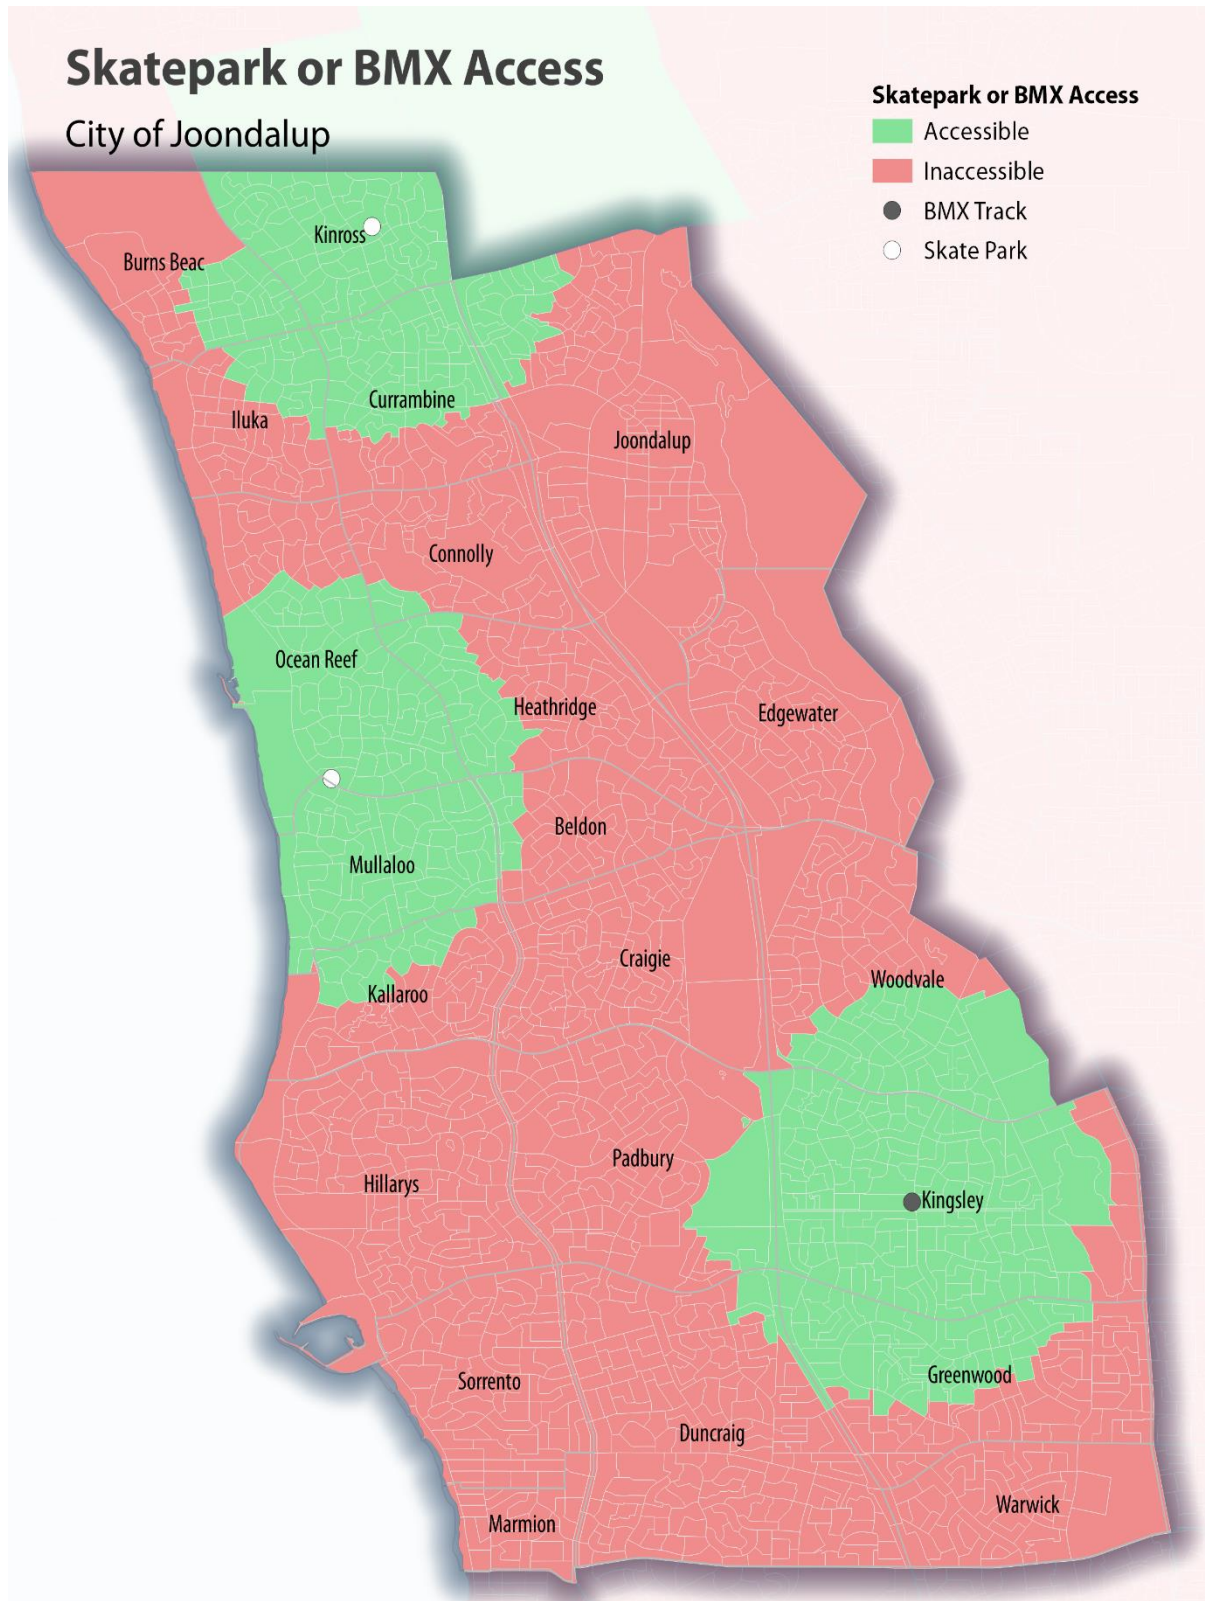 Skatepark or BMX Access
City of Joondalup
Skatepark or BMX Access
Accessible
Inaccessible
BMX Track
Skate Park
Kinross
Burns Beac
Currambine
Iluka
Joondalup
Connolly
Ocean Reef
Heathridge
Edgewater
Beldon
Mullaloo
Craigie
Woodvale
Kallaroo
Padbury
Hillarys
Kingsley
Greenwood
Sorrento
Duncraig
Warwick
Marmion